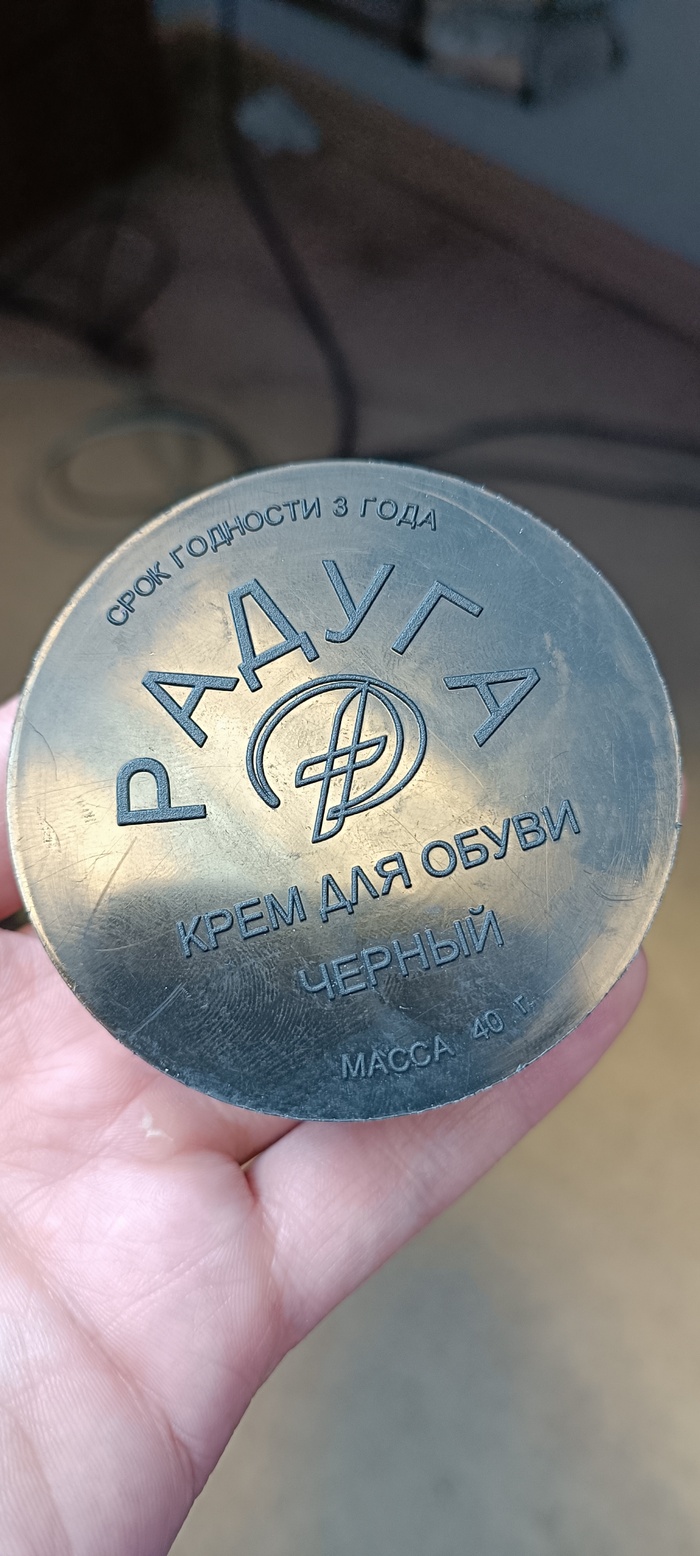 СРОК ГОДНОСТИ 3 ГОДА
РАДУГА
КРЕМ ДЛЯ ОБУВИ
ЧЕРНЫЙ
МАССА 40 г.